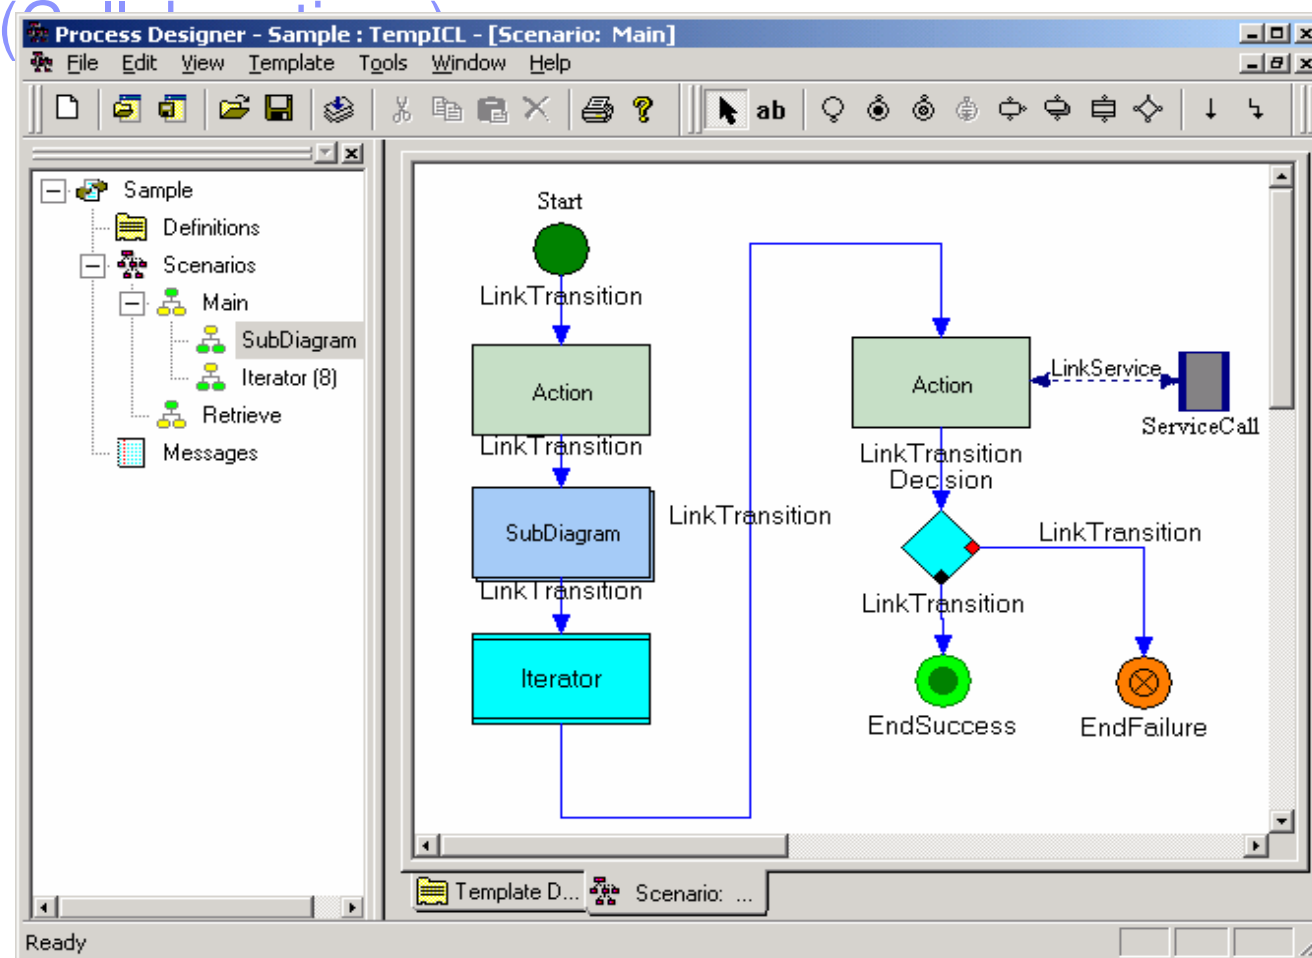 Process Designer - Sample : TempICL - [Scenario: Main]
File Edit View Template Tools Window Help
ab
Sample
Definitions
Scenarios
Main
SubDiagram
Iterator (8)
Retrieve
Messages
Start
LinkTransition
Action
LinkTransition
SubDiagram
LinkTransition
Iterator
LinkTransition
Action
LinkService
ServiceCall
LinkTransition
Decision
LinkTransition
LinkTransition
EndSuccess
EndFailure
Template D...
Scenario: ...
Ready